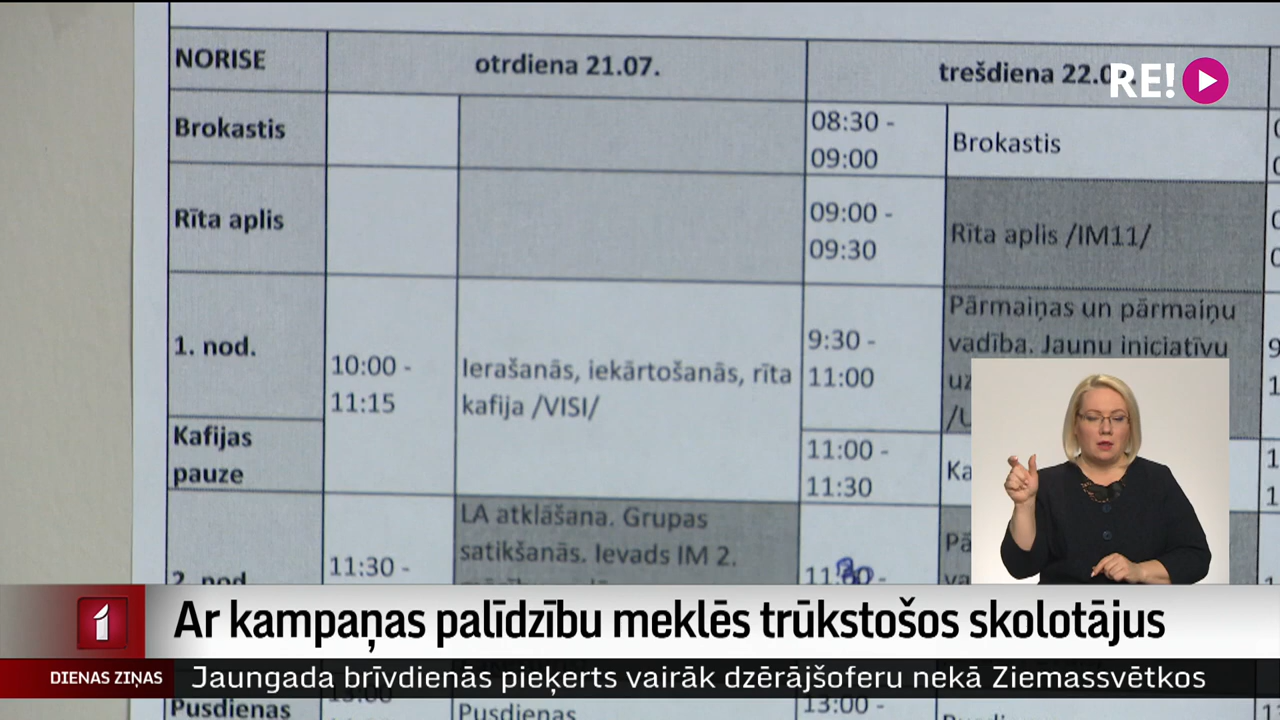 NORISE
otrdiena 21.07.
trešdiena 22.0
RE!
Brokastis
08:30 -
09:00
Brokastis
Rīta aplis
09:00 -
09:30
Rīta aplis /IM11/
1. nod.
10:00 -
11:15
Ierašanās, iekārtošanās, rīta
kafija /VISI/
9:30 -
11:00
Pārmaiņas un pārmaiņu
vadība. Jaunu iniciatīvu
Kafijas
pauze
11:00 -
11:30
2. nod
11:30 -
LA atklāšana. Grupas
satikšanās. Ievads IM 2.
1
Ar kampaņas palīdzību meklēs trūkstošos skolotājus
DIENAS ZIŅAS
Jaungada brīvdienās pieķerts vairāk dzērājšoferu nekā Ziemassvētkos
Pusdienas
13:00 -
Pusdienas
13:00 -